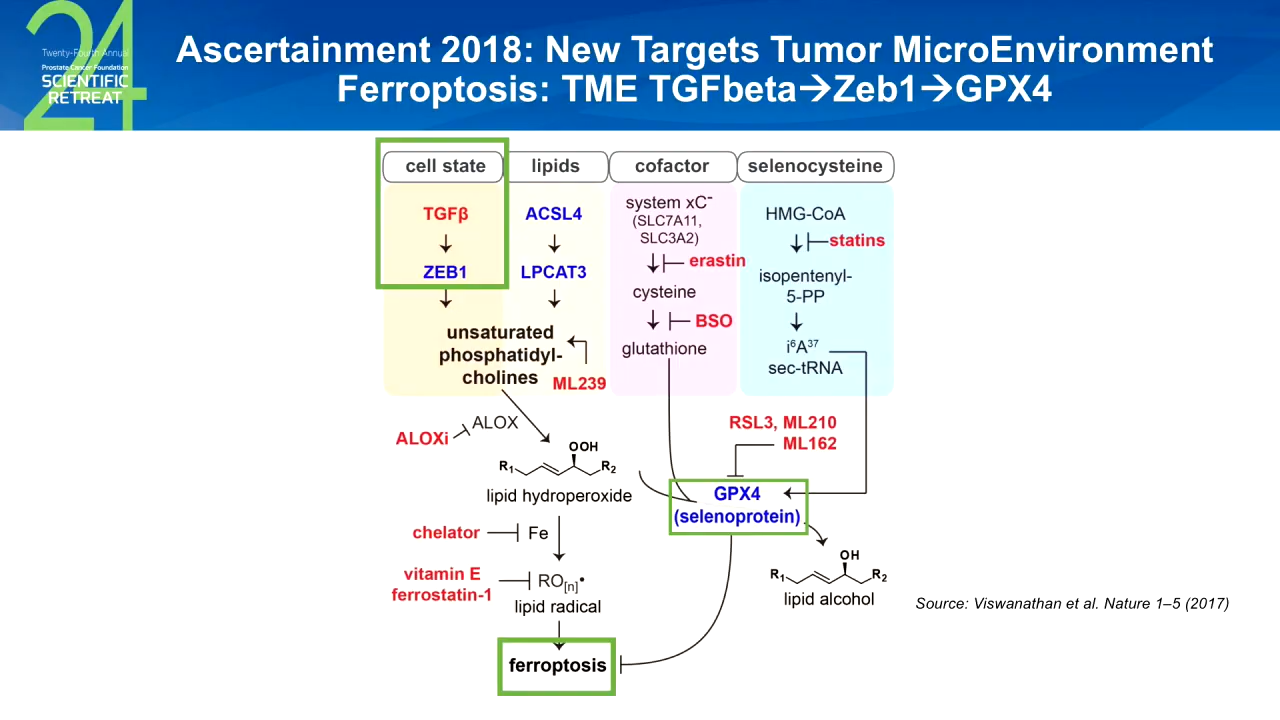 Twenty-Fourth Annual
Prostate Cancer Foundation
SCIENTIFIC
RETREAT
24
Ascertainment 2018: New Targets Tumor MicroEnvironment
Ferroptosis: TME TGFbeta→Zeb1→GPX4
cell state
lipids
cofactor
selenocysteine
TGFβ
ZEB1
ACSL4
LPCAT3
unsaturated
phosphatidyl-
cholines
ML239
system xC⁻
(SLC7A11,
SLC3A2)
erastin
cysteine
BSO
glutathione
HMG-CoA
statins
isopentenyl-
5-PP
i⁶A³⁷
sec-tRNA
ALOXi
ALOX
OOH
R₁
R₂
lipid hydroperoxide
RSL3, ML210
ML162
GPX4
(selenoprotein)
chelator
Fe
OH
R₁
R₂
lipid alcohol
vitamin E
ferrostatin-1
RO[n]•
lipid radical
ferroptosis
Source: Viswanathan et al. Nature 1–5 (2017)